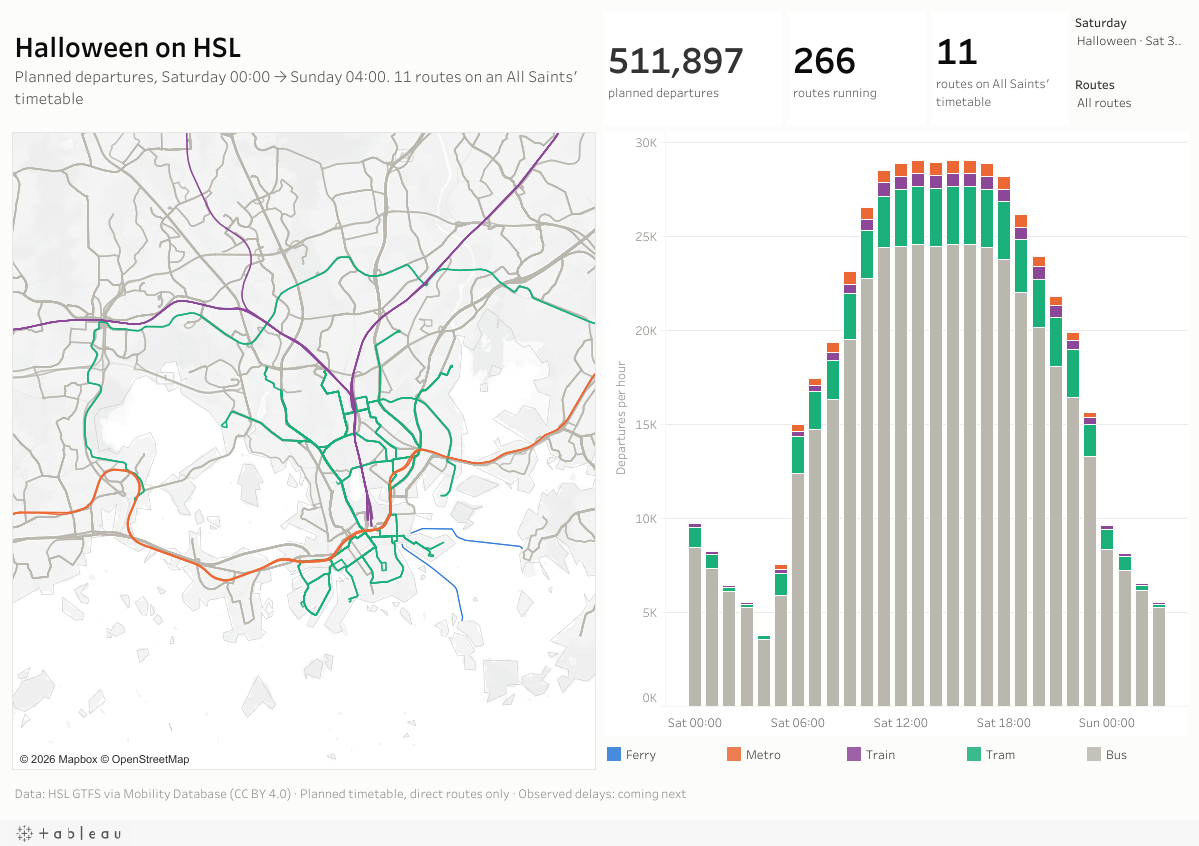 Halloween on HSL
Planned departures, Saturday 00:00 → Sunday 04:00. 11 routes on an All Saints’
timetable
511,897
planned departures
266
routes running
11
routes on All Saints’
timetable
Saturday
Halloween · Sat 3..
Routes
All routes
© 2026 Mapbox © OpenStreetMap
Departures per hour
30K
25K
20K
15K
10K
5K
0K
Sat 00:00
Sat 06:00
Sat 12:00
Sat 18:00
Sun 00:00
Ferry
Metro
Train
Tram
Bus
Data: HSL GTFS via Mobility Database (CC BY 4.0) · Planned timetable, direct routes only · Observed delays: coming next
+ableau